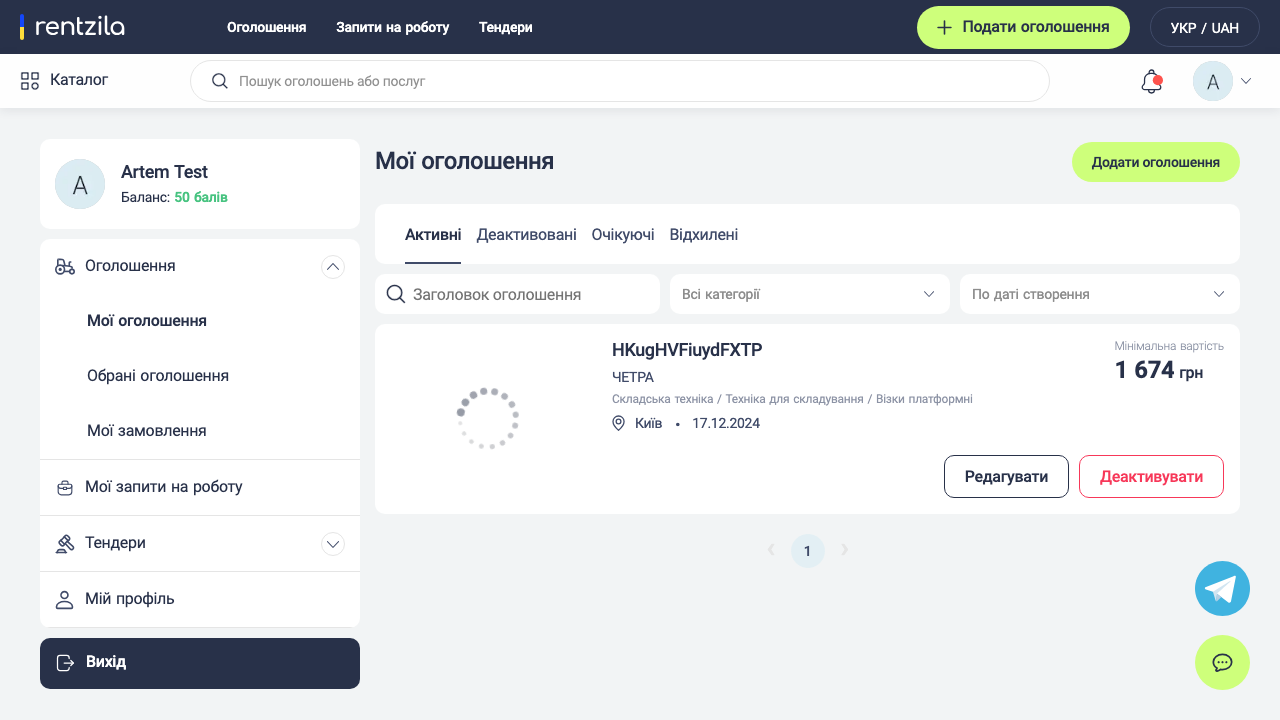 rentzila
Оголошення Запити на роботу Тендери
Подати оголошення
УКР / UAH
Каталог
Пошук оголошень або послуг
A
A
Artem Test
Баланс: 50 балів
Оголошення
Мої оголошення
Обрані оголошення
Мої замовлення
Мої запити на роботу
Тендери
Мій профіль
Вихід
Мої оголошення
Додати оголошення
Активні Деактивовані Очікуючі Відхилені
Заголовок оголошення
Всі категорії
По даті створення
HKugHVFiuydFXTP
ЧЕТРА
Складська техніка / Техніка для складування / Візки платформні
Київ • 17.12.2024
Мінімальна вартість
1 674 грн
Редагувати
Деактивувати
1